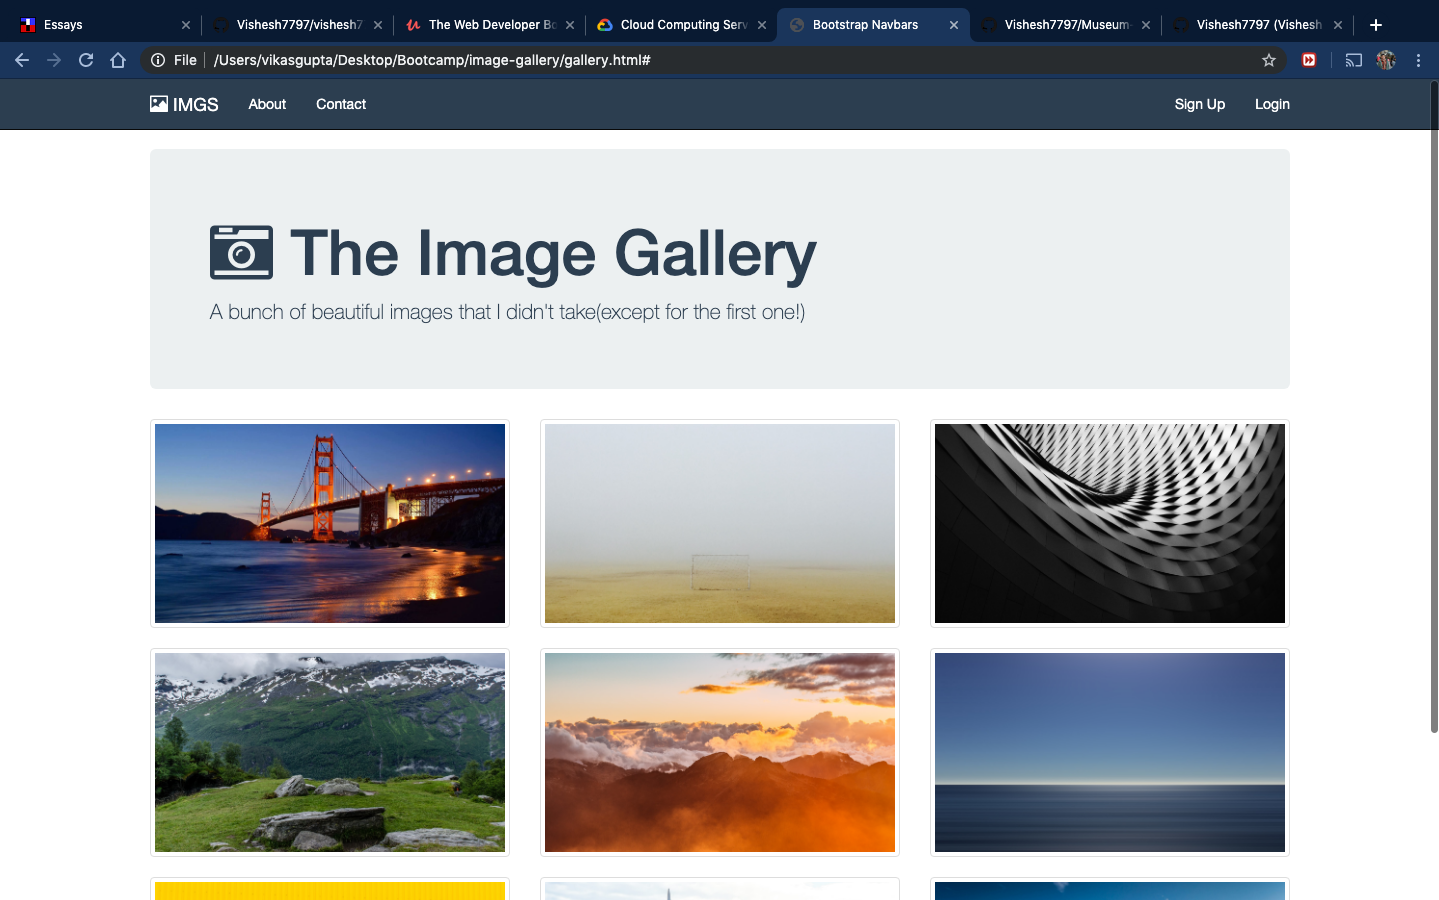 Essays
Vishesh7797/vishesh7
The Web Developer Bo
Cloud Computing Serv
Bootstrap Navbars
Vishesh7797/Museum-
Vishesh7797 (Vishesh
File
/Users/vikasgupta/Desktop/Bootcamp/image-gallery/gallery.html#
IMGS About Contact Sign Up Login
The Image Gallery
A bunch of beautiful images that I didn't take(except for the first one!)